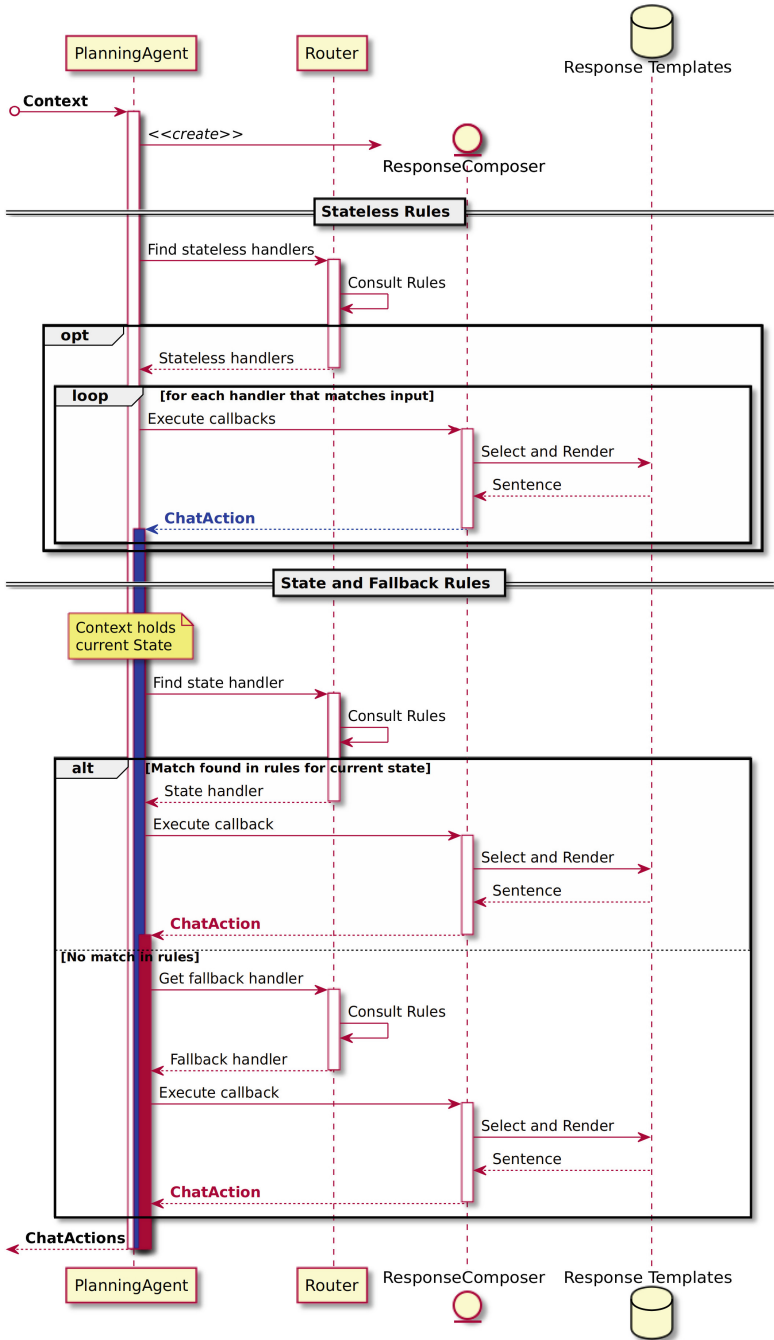 PlanningAgent
Router
Response Templates
Context
<<create>>
ResponseComposer
Stateless Rules
Find stateless handlers
Consult Rules
opt
Stateless handlers
loop
[for each handler that matches input]
Execute callbacks
Select and Render
Sentence
ChatAction
State and Fallback Rules
Context holds
current State
Find state handler
Consult Rules
alt
[Match found in rules for current state]
State handler
Execute callback
Select and Render
Sentence
ChatAction
[No match in rules]
Get fallback handler
Consult Rules
Fallback handler
Execute callback
Select and Render
Sentence
ChatAction
ChatActions
PlanningAgent
Router
ResponseComposer
Response Templates